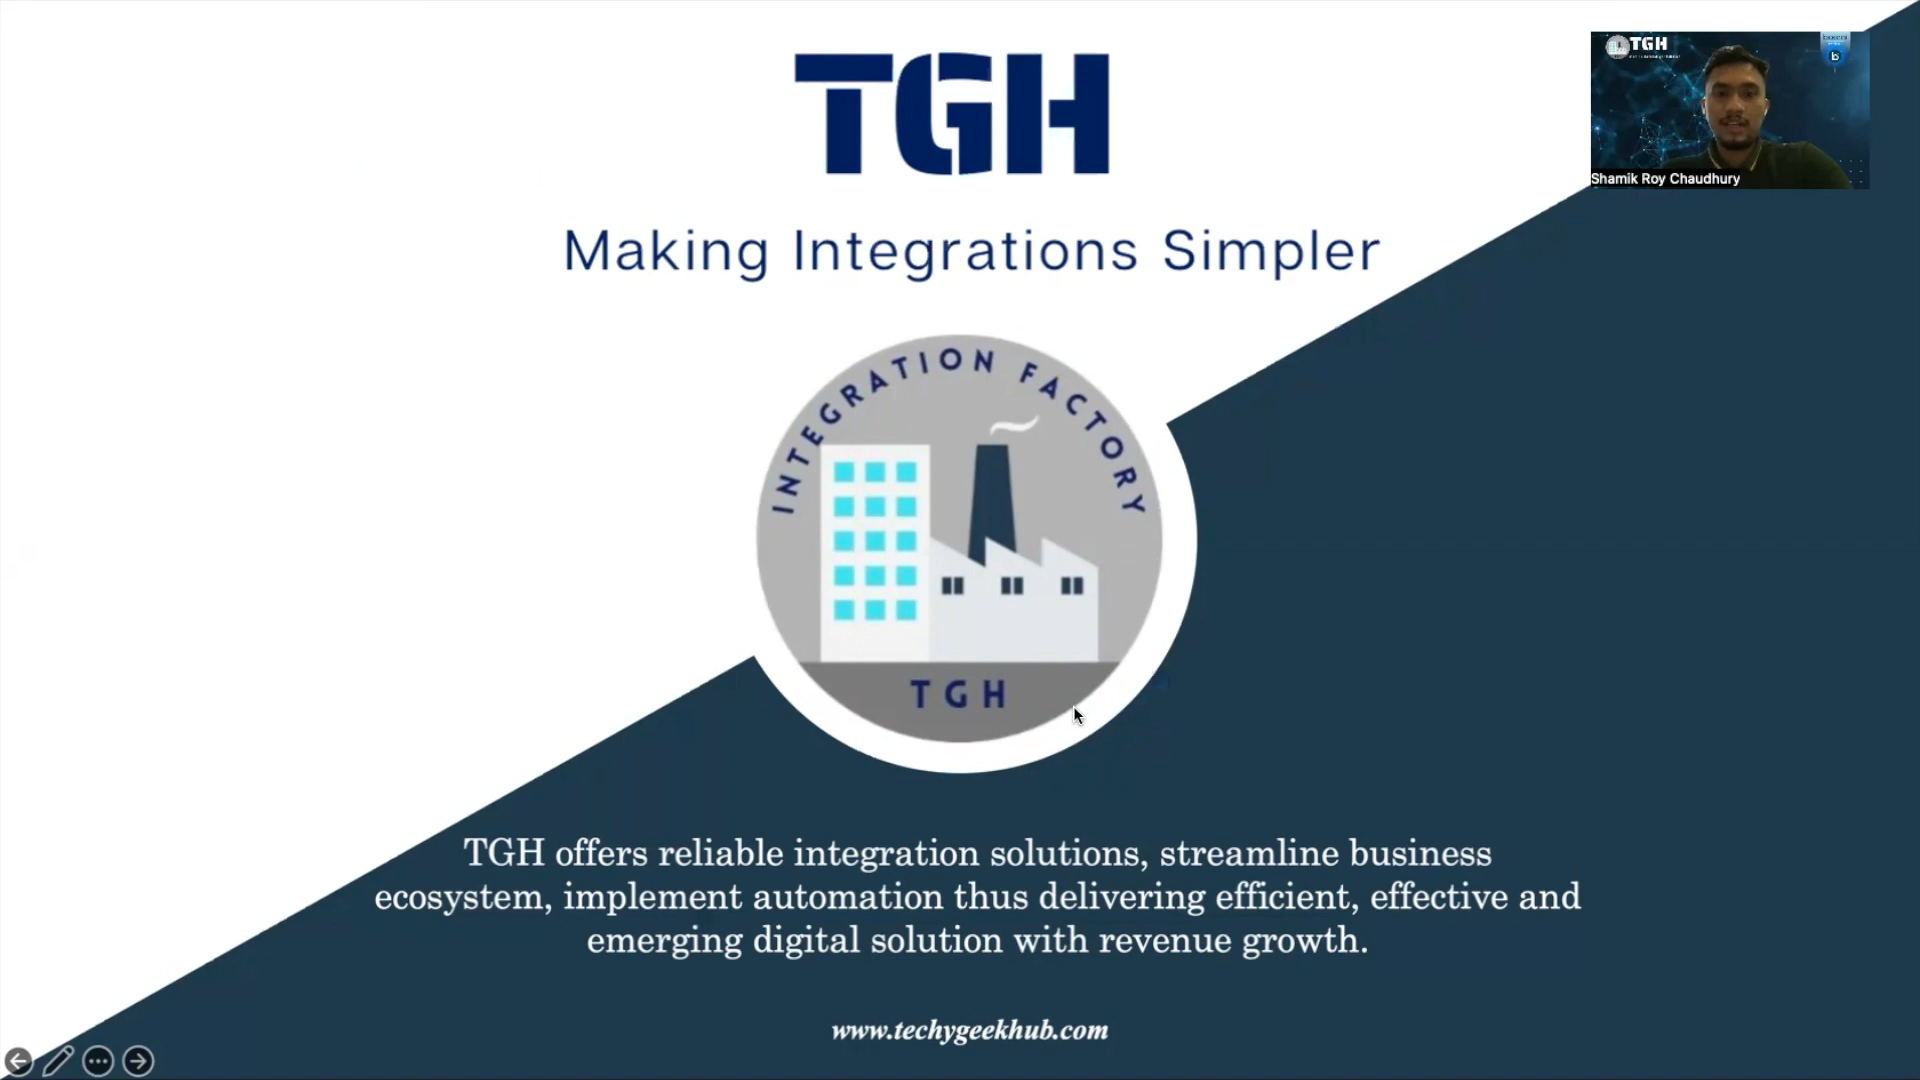 TGH
TGH
Shamik Roy Chaudhury
Making Integrations Simpler
INTEGRATION FACTORY
TGH
TGH offers reliable integration solutions, streamline business
ecosystem, implement automation thus delivering efficient, effective and
emerging digital solution with revenue growth.
www.techygeekhub.com